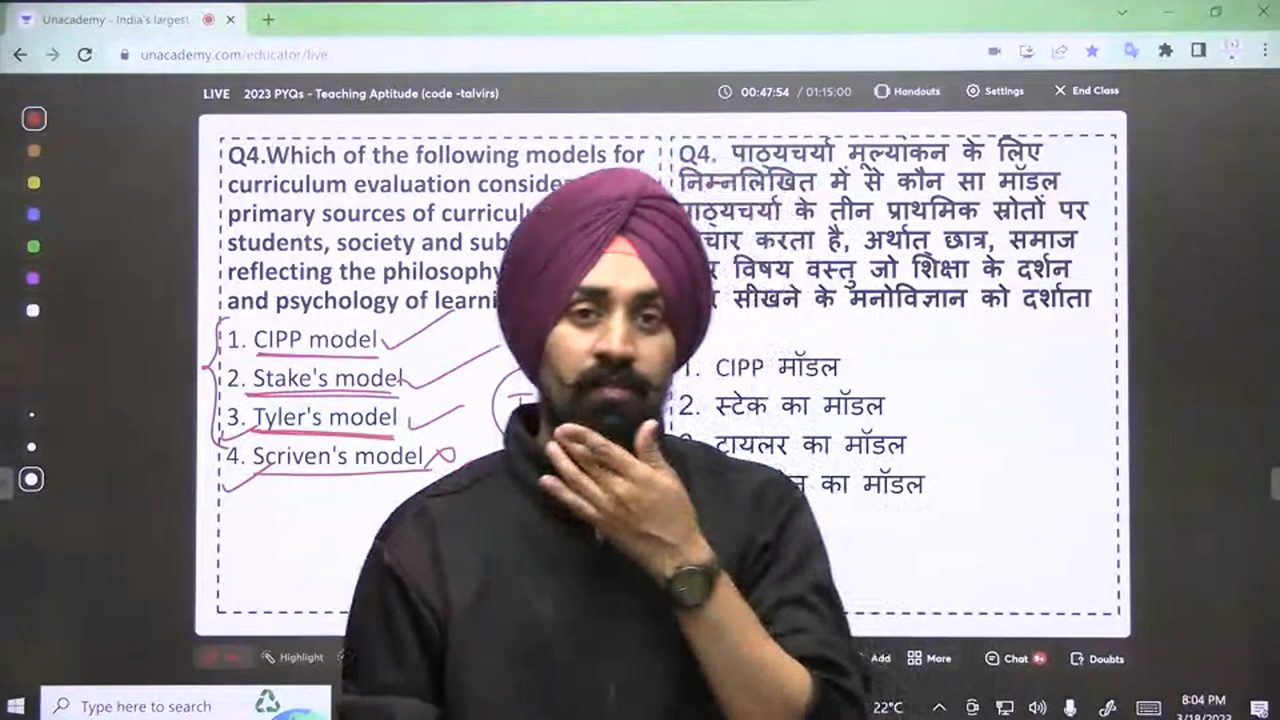 Unacademy - India's largest
unacademy.com/educator/live
LIVE 2023 PYQs - Teaching Aptitude (code -talvirs)
00:47:54 / 01:15:00 Handouts Settings End Class
Q4.Which of the following models for
curriculum evaluation
primary sources of
students, society and
reflecting the philosophy
and psychology of
1. CIPP model
2. Stake's model
3. Tyler's model
4. Scriven's model
Q4. पाठ्यचर्या मूल्यांकन के लिए
निम्नलिखित में से कौन सा मॉडल
के तीन प्राथमिक स्रोतों पर
करता है, अर्थात् छात्र, समाज
विषय वस्तु जो शिक्षा के दर्शन
सीखने के मनोविज्ञान को दर्शाता
1. CIPP मॉडल
2. स्टेक का मॉडल
टायलर का मॉडल
का मॉडल
Highlight
Add More Chat 9+ Doubts
Type here to search
22°C
8:04 PM
3/18/2023